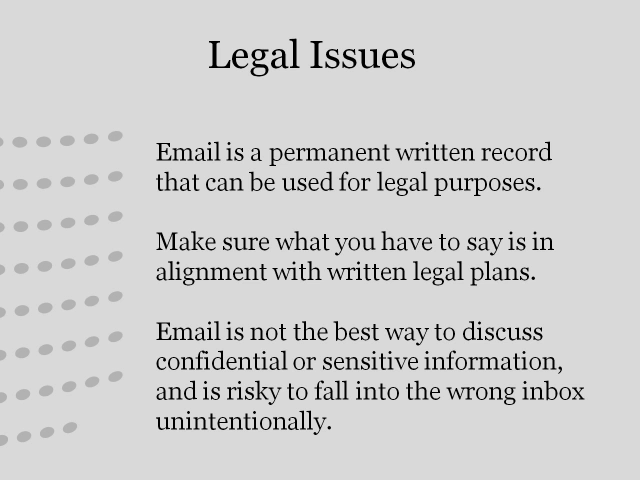 Legal Issues
Email is a permanent written record
that can be used for legal purposes.
Make sure what you have to say is in
alignment with written legal plans.
Email is not the best way to discuss
confidential or sensitive information,
and is risky to fall into the wrong inbox
unintentionally.